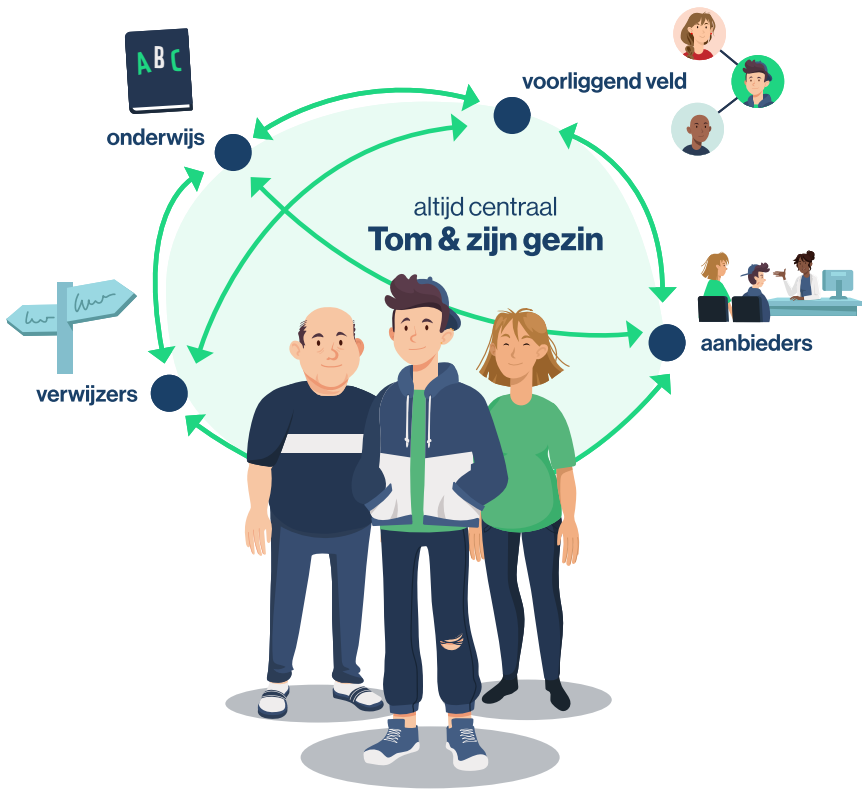 ABC
voorliggend veld
onderwijs
altijd centraal
Tom & zijn gezin
aanbieders
verwijzers